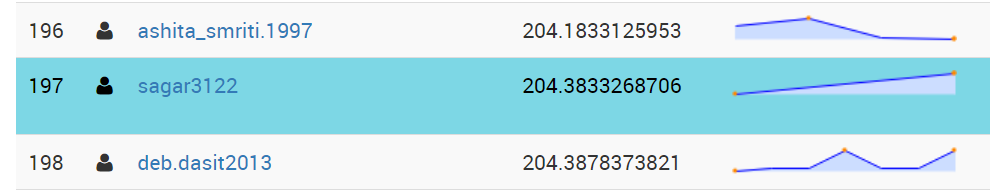 196 ashita_smriti.1997 204.1833125953
197 sagar3122 204.3833268706
198 deb.dasit2013 204.3878373821